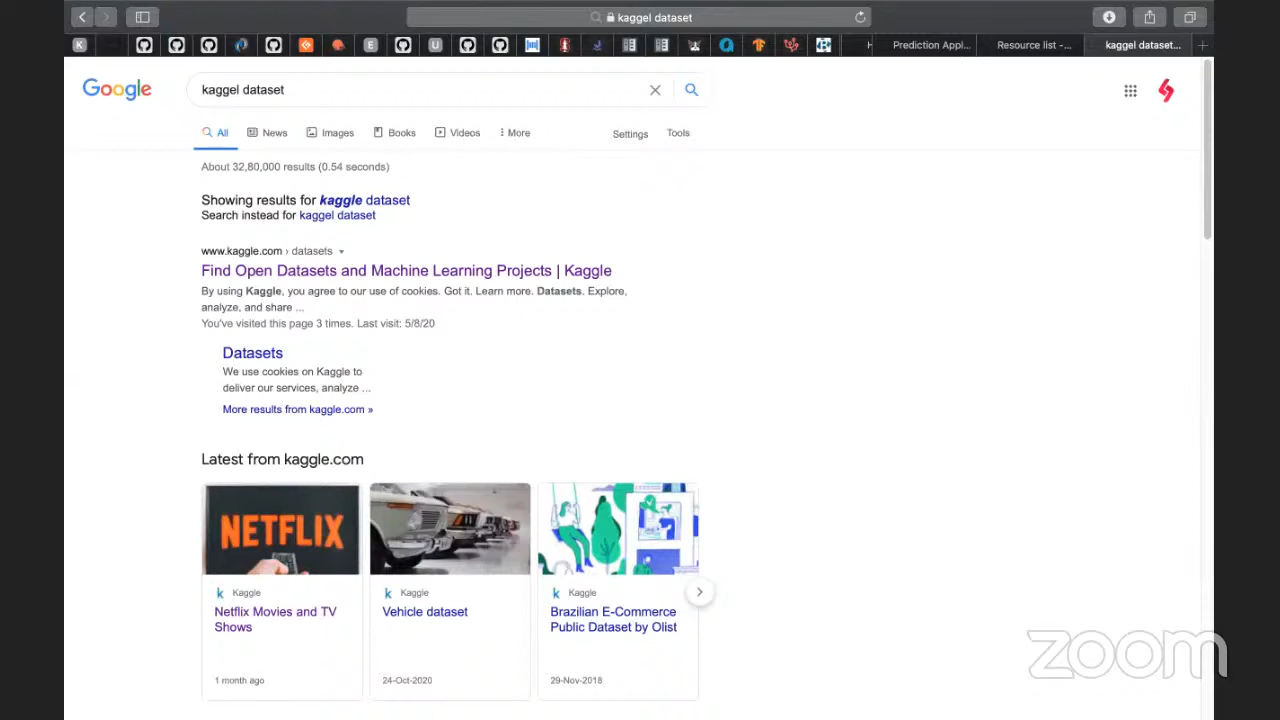 kaggel dataset
Prediction Appl...
Resource list -...
kaggel dataset...
Google
kaggel dataset
All
News
Images
Books
Videos
More
Settings
Tools
About 32,80,000 results (0.54 seconds)
Showing results for kaggle dataset
Search instead for kaggel dataset
www.kaggle.com › datasets
Find Open Datasets and Machine Learning Projects | Kaggle
By using Kaggle, you agree to our use of cookies. Got it. Learn more. Datasets. Explore,
analyze, and share ...
You've visited this page 3 times. Last visit: 5/8/20
Datasets
We use cookies on Kaggle to
deliver our services, analyze ...
More results from kaggle.com »
Latest from kaggle.com
NETFLIX
Kaggle
Netflix Movies and TV
Shows
1 month ago
Kaggle
Vehicle dataset
24-Oct-2020
Kaggle
Brazilian E-Commerce
Public Dataset by Olist
29-Nov-2018
zoom